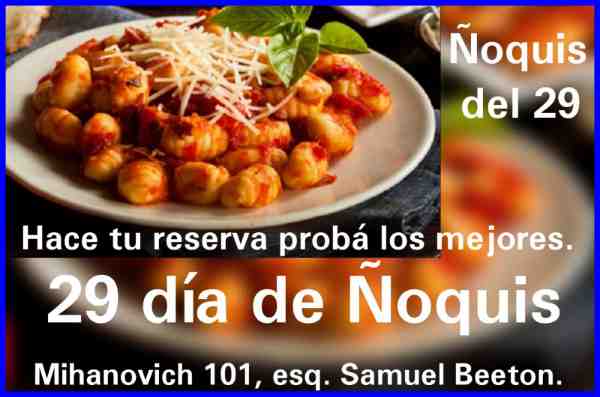 Ñoquis
del 29
Hace tu reserva probá los mejores.
29 día de Ñoquis
Mihanovich 101, esq. Samuel Beeton.